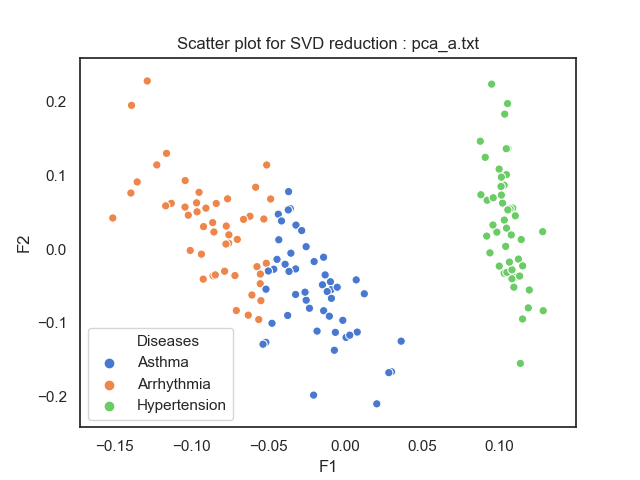 Scatter plot for SVD reduction : pca_a.txt
0.2
0.1
0.0
−0.1
−0.2
F2
Diseases
Asthma
Arrhythmia
Hypertension
−0.15
−0.10
−0.05
0.00
0.05
0.10
F1